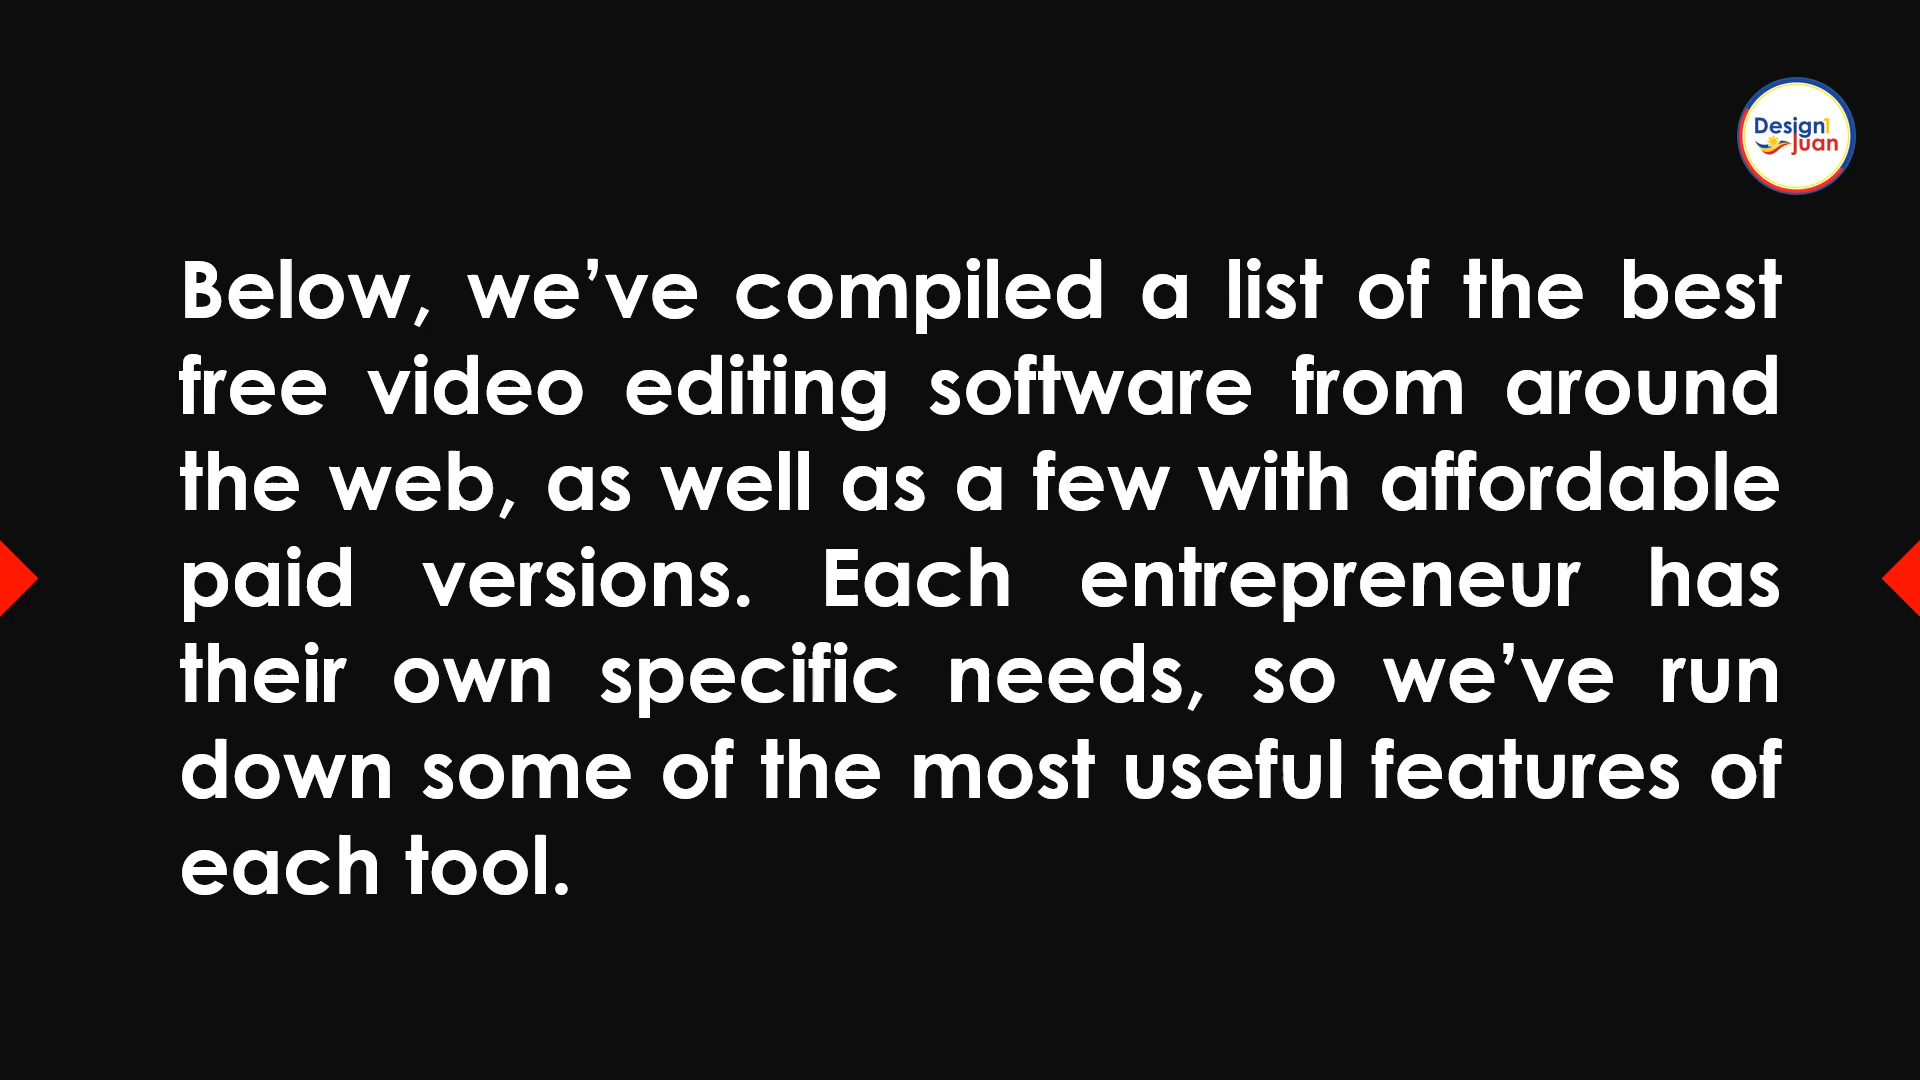 Design1
Juan
Below, we’ve compiled a list of the best
free video editing software from around
the web, as well as a few with affordable
paid versions. Each entrepreneur has
their own specific needs, so we’ve run
down some of the most useful features of
each tool.